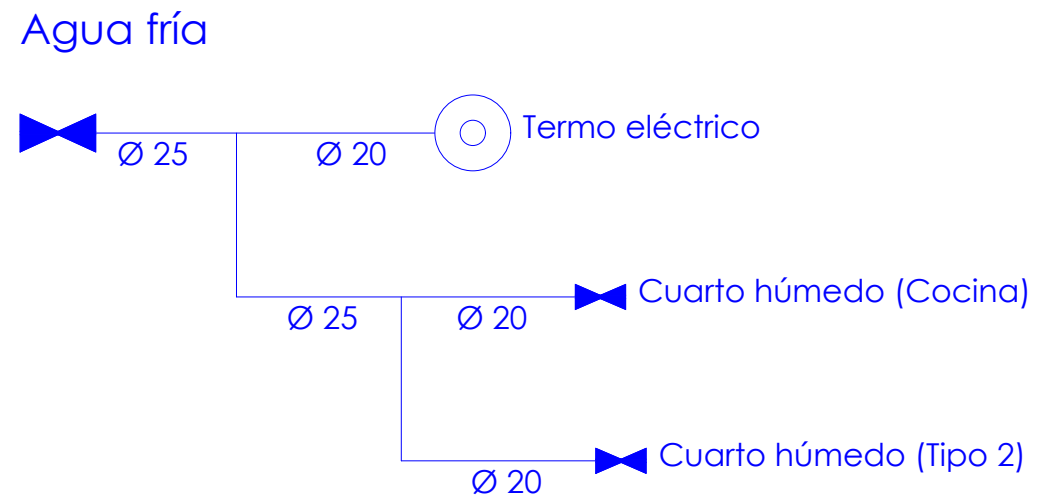 Agua fría
Termo eléctrico
Ø 25
Ø 20
Cuarto húmedo (Cocina)
Ø 25
Ø 20
Cuarto húmedo (Tipo 2)
Ø 20